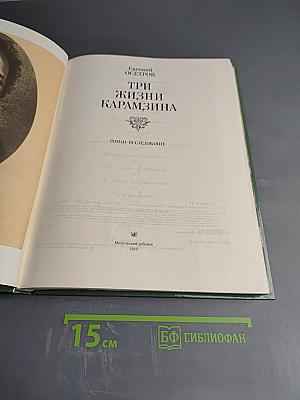 Евгений
ОСЕТРОВ
ТРИ
ЖИЗНИ
КАРАМЗИНА
РОМАН-ИССЛЕДОВАНИЕ
Московский рабочий
15 см
БФ БИБЛИОФАН